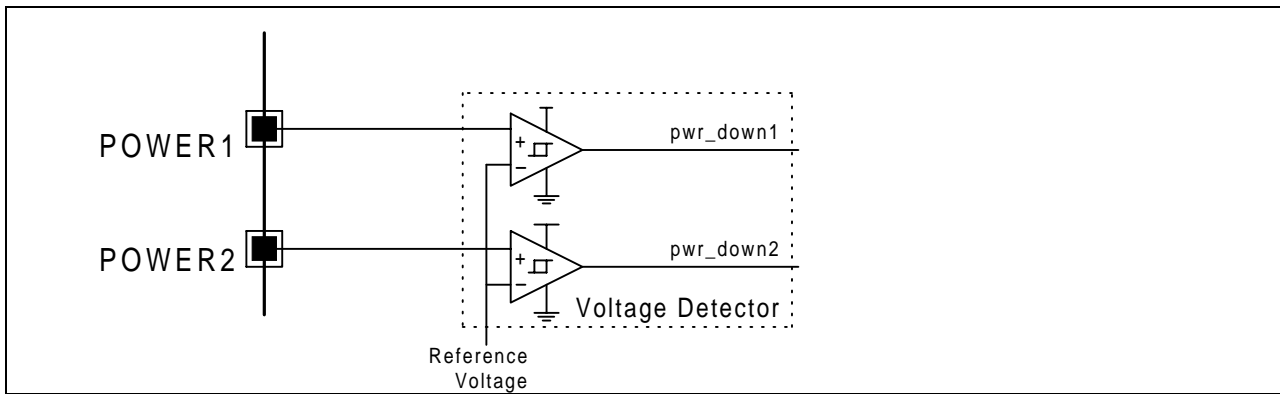 POWER1
+
−
pwr_down1
POWER2
+
−
pwr_down2
Voltage Detector
Reference
Voltage